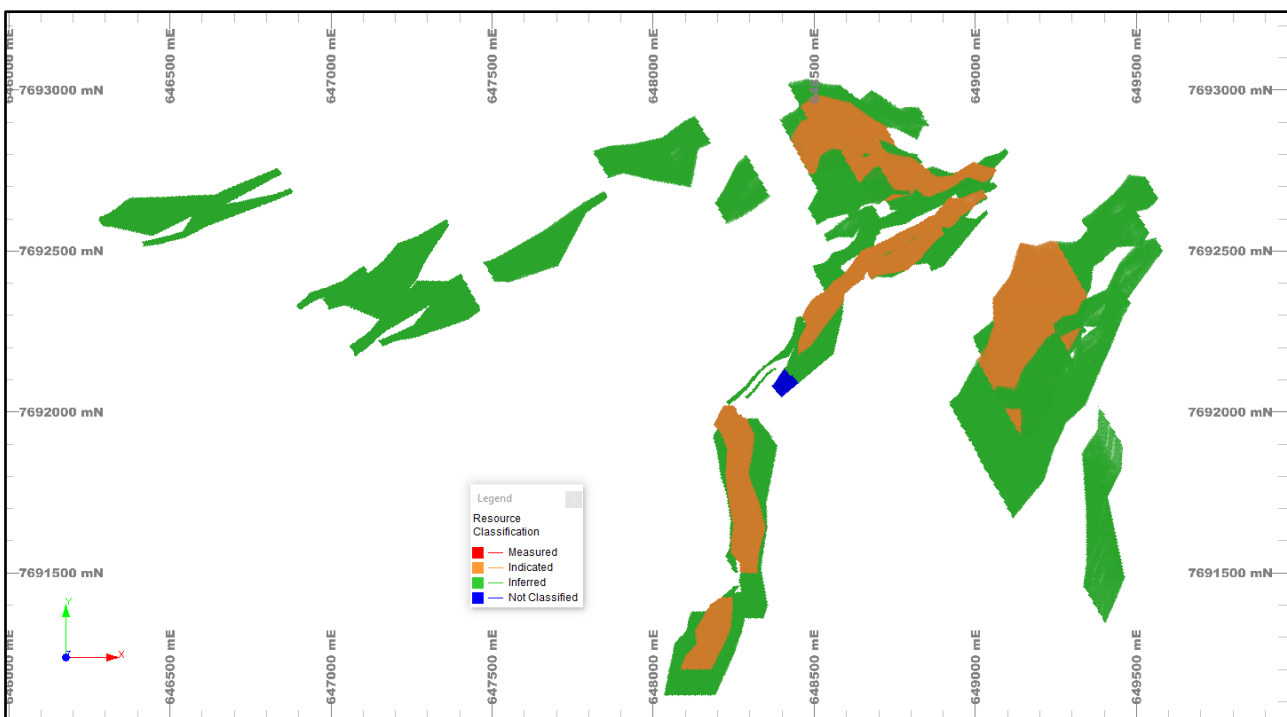 646000 mE
646500 mE
647000 mE
647500 mE
648000 mE
648500 mE
649000 mE
649500 mE
7693000 mN
7693000 mN
7692500 mN
7692500 mN
7692000 mN
7692000 mN
Legend
Resource
Classification
Measured
Indicated
Inferred
Not Classified
7691500 mN
7691500 mN
Y
Z
X
646000 mE
646500 mE
647000 mE
647500 mE
648000 mE
648500 mE
649000 mE
649500 mE